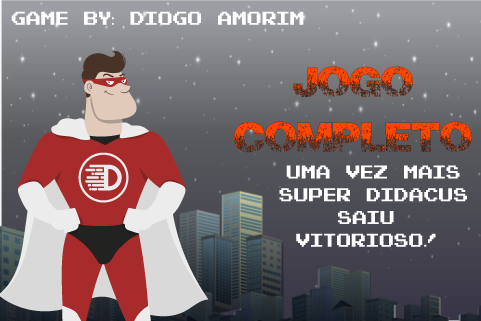 GAME BY: DIOGO AMORIM
JOGO
COMPLETO
UMA VEZ MAIS
SUPER DIDACUS
SAIU
VITORIOSO!
D